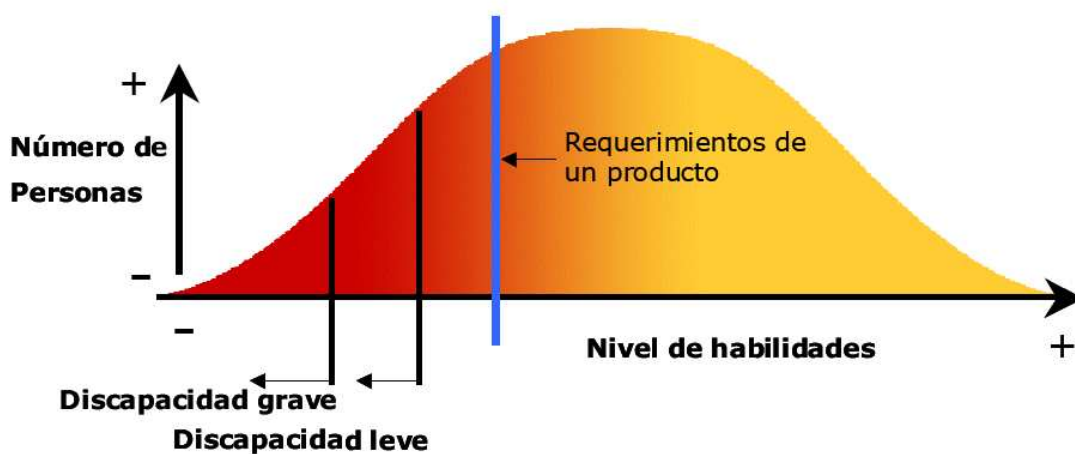 +
Número de
Personas
–
Requerimientos de
un producto
–
Nivel de habilidades
+
Discapacidad grave
Discapacidad leve